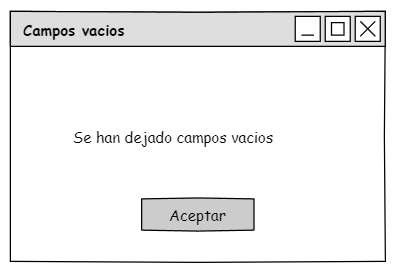 Campos vacios
Se han dejado campos vacios
Aceptar